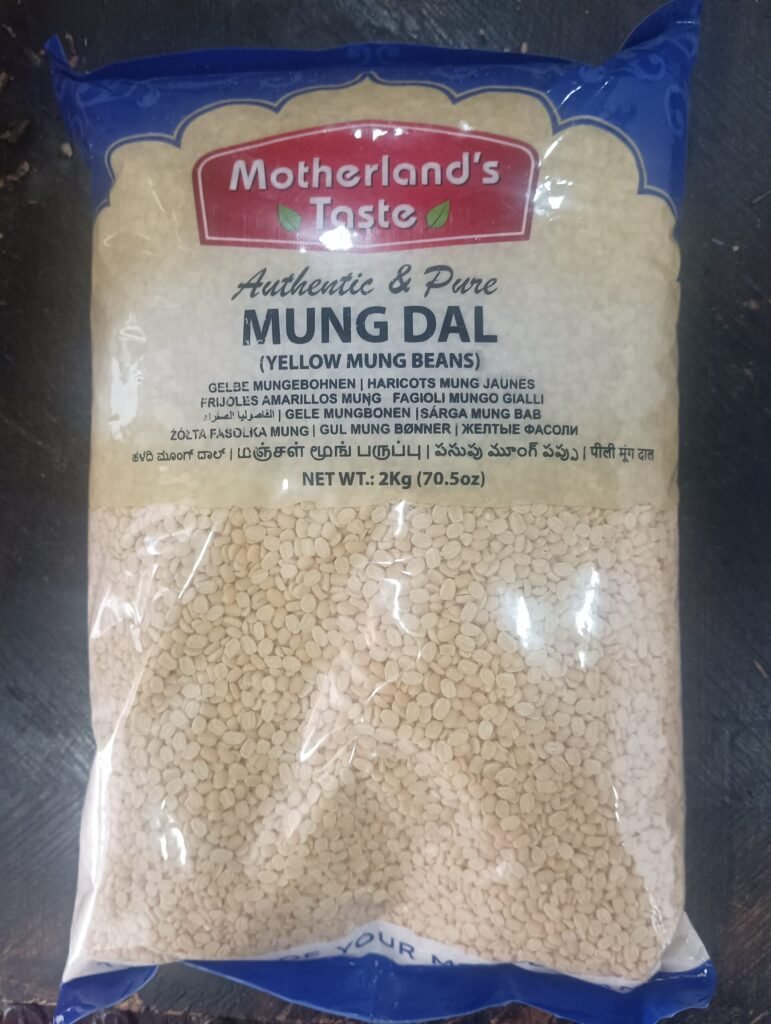 Motherland's
Taste
Authentic & Pure
MUNG DAL
(YELLOW MUNG BEANS)
GELBE MUNGEBOHNEN | HARICOTS MUNG JAUNES
FRIJOLES AMARILLOS MUNG FAGIOLI MUNGO GIALLI
الفاصوليا الصفراء | GELE MUNGBONEN | SÁRGA MUNG BAB
ŻÓŁTA FASOLKA MUNG | GUL MUNG BØNNER | ЖЕЛТЫЕ ФАСОЛИ
ಹಳದಿ ಮೂಂಗ್ ದಾಲ್ | மஞ்சள் மூங் பருப்பு | పసుపు మూంగ్ పప్పు | पीली मूंग दाल
NET WT.: 2Kg (70.5oz)
YOUR